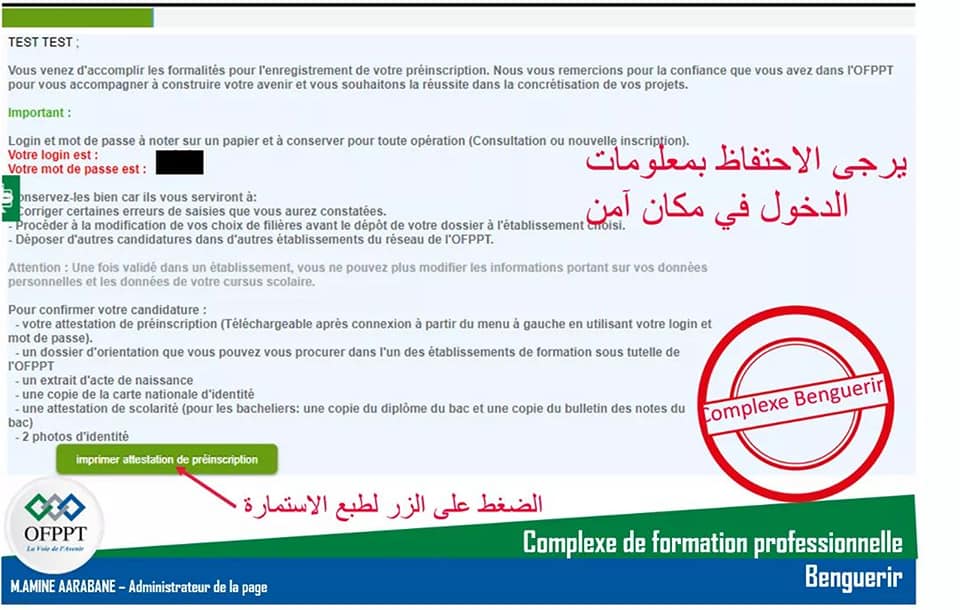 TEST TEST ;
Vous venez d'accomplir les formalités pour l'enregistrement de votre préinscription. Nous vous remercions pour la confiance que vous avez dans l'OFPPT
pour vous accompagner à construire votre avenir et vous souhaitons la réussite dans la concrétisation de vos projets.
Important :
Login et mot de passe à noter sur un papier et à conserver pour toute opération (Consultation ou nouvelle inscription).
Votre login est :
Votre mot de passe est :
يرجى الاحتفاظ بمعلومات
الدخول في مكان آمن
onservez-les bien car ils vous serviront à:
Corriger certaines erreurs de saisies que vous aurez constatées.
- Procéder à la modification de vos choix de filières avant le dépôt de votre dossier à l'établissement choisi.
- Déposer d'autres candidatures dans d'autres établissements du réseau de l'OFPPT.
Attention : Une fois validé dans un établissement, vous ne pouvez plus modifier les informations portant sur vos données
personnelles et les données de votre cursus scolaire.
Pour confirmer votre candidature :
- votre attestation de préinscription (Téléchargeable après connexion à partir du menu à gauche en utilisant votre login et
mot de passe).
- un dossier d'orientation que vous pouvez vous procurer dans l'un des établissements de formation sous tutelle de
l'OFPPT
- un extrait d'acte de naissance
- une copie de la carte nationale d'identité
- une attestation de scolarité (pour les bacheliers: une copie du diplôme du bac et une copie du bulletin des notes du
bac)
- 2 photos d'identité
Complexe Benguerir
imprimer attestation de préinscription
الضغط على الزر لطبع الاستمارة
OFPPT
La Voie de l'Avenir
Complexe de formation professionnelle
Benguerir
M.AMINE AARABANE – Administrateur de la page